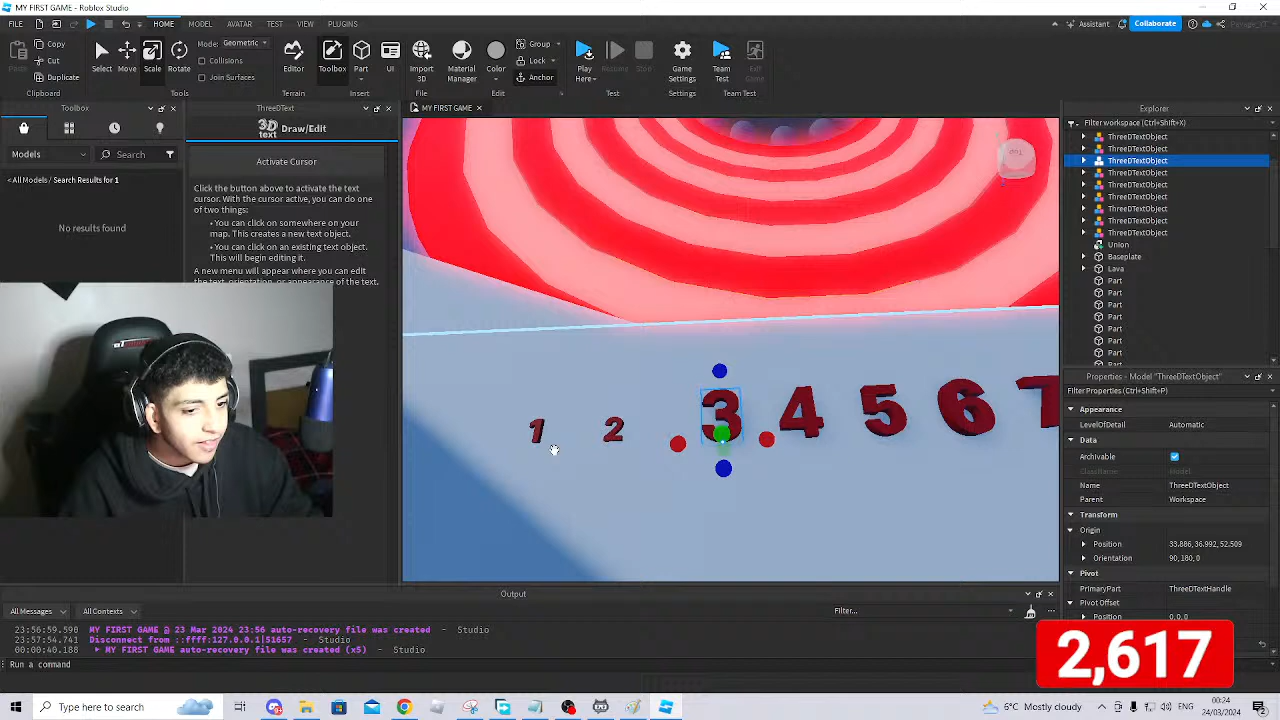 MY FIRST GAME - Roblox Studio
FILE
HOME
MODEL
AVATAR
TEST
VIEW
PLUGINS
Assistant
Collaborate
Paste
Copy
Cut
Duplicate
Clipboard
Select
Move
Scale
Rotate
Mode: Geometric
Collisions
Join Surfaces
Tools
Editor
Terrain
Toolbox
Part
UI
Insert
Import 3D
File
Material Manager
Color
Group
Lock
Anchor
Edit
Play Here
Resume
Stop
Test
Game Settings
Settings
Team Test
Exit Game
Team Test
Toolbox
ThreeDText
MY FIRST GAME
Explorer
3D text Draw/Edit
Filter workspace (Ctrl+Shift+X)
Models
Search
Activate Cursor
<All Models / Search Results for 1
No results found
Click the button above to activate the text
cursor. With the cursor active, you can do one
of two things:
• You can click on somewhere on your
map. This creates a new text object.
• You can click on an existing text object.
This will begin editing it.
A new menu will appear where you can edit
the text, orientation, or appearance of the text.
TOP
1 2 3 4 5 6 7
ThreeDTextObject
ThreeDTextObject
ThreeDTextObject
ThreeDTextObject
ThreeDTextObject
ThreeDTextObject
ThreeDTextObject
ThreeDTextObject
ThreeDTextObject
Union
Baseplate
Lava
Part
Part
Part
Part
Part
Part
Part
Part
Properties - Model "ThreeDTextObject"
Filter Properties (Ctrl+Shift+P)
Appearance
LevelOfDetail Automatic
Data
Archivable
ClassName Model
Name ThreeDTextObject
Parent Workspace
Transform
Origin
Position 33.886, 36.992, 52.509
Orientation 90, 180, 0
Pivot
PrimaryPart ThreeDTextHandle
Pivot Offset
Position 0, 0, 0
Output
All Messages
All Contexts
Filter...
23:56:59.590 MY FIRST GAME @ 23 Mar 2024 23:56 auto-recovery file was created - Studio
23:57:54.741 Disconnect from ::ffff:127.0.0.1|51657 - Studio
00:00:40.188 MY FIRST GAME auto-recovery file was created (x5) - Studio
Run a command
2,617
Type here to search
5°C Mostly cloudy
ENG
00:24
24/03/2024